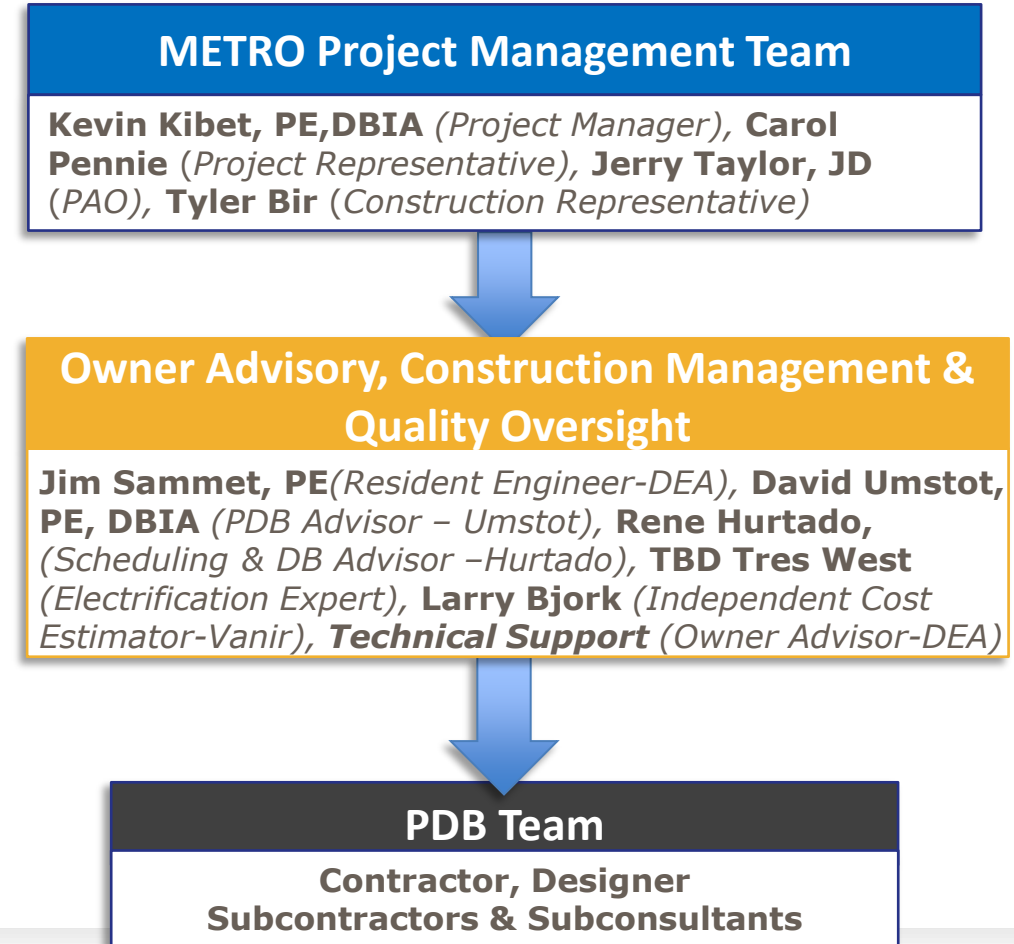 METRO Project Management Team
Kevin Kibet, PE,DBIA (Project Manager), Carol
Pennie (Project Representative), Jerry Taylor, JD
(PAO), Tyler Bir (Construction Representative)
Owner Advisory, Construction Management &
Quality Oversight
Jim Sammet, PE(Resident Engineer-DEA), David Umstot,
PE, DBIA (PDB Advisor – Umstot), Rene Hurtado,
(Scheduling & DB Advisor –Hurtado), TBD Tres West
(Electrification Expert), Larry Bjork (Independent Cost
Estimator-Vanir), Technical Support (Owner Advisor-DEA)
PDB Team
Contractor, Designer
Subcontractors & Subconsultants